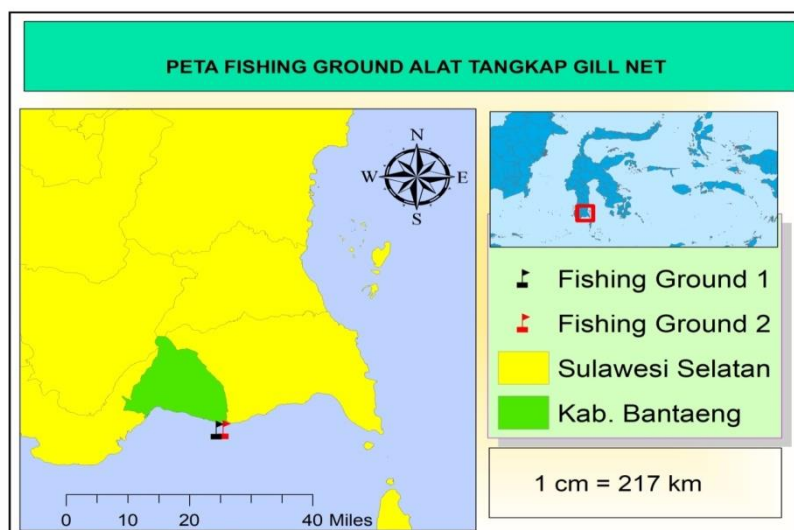 PETA FISHING GROUND ALAT TANGKAP GILL NET
N
W E
S
0 10 20 40 Miles
Fishing Ground 1
Fishing Ground 2
Sulawesi Selatan
Kab. Bantaeng
1 cm = 217 km